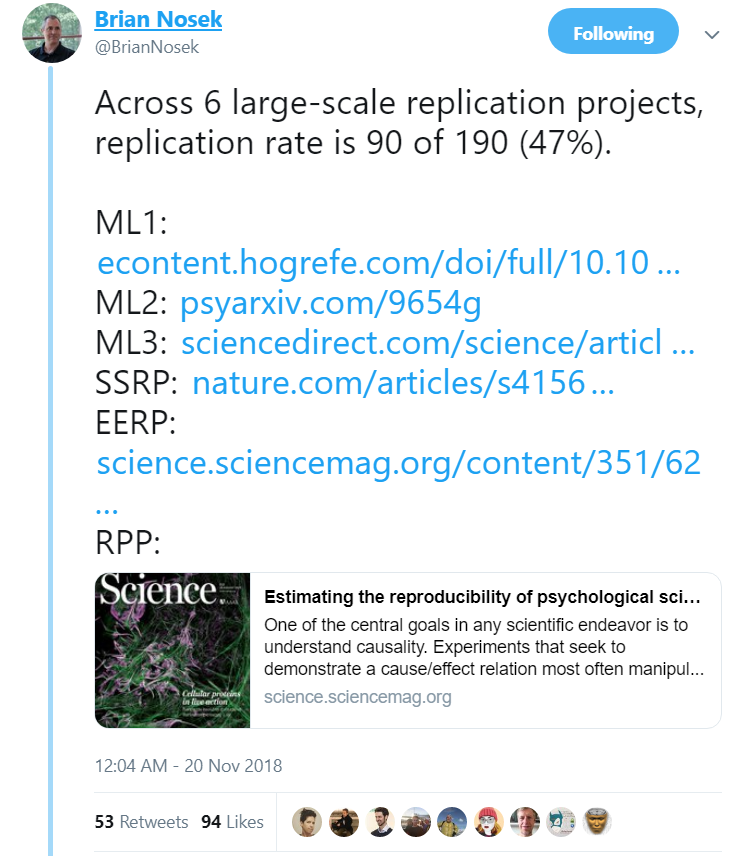 Brian Nosek
@BrianNosek
Following
Across 6 large-scale replication projects,
replication rate is 90 of 190 (47%).
ML1:
econtent.hogrefe.com/doi/full/10.10 ...
ML2: psyarxiv.com/9654g
ML3: sciencedirect.com/science/articl ...
SSRP: nature.com/articles/s4156 ...
EERP:
science.sciencemag.org/content/351/62
...
RPP:
Science
Cellular proteins
in live action
Estimating the reproducibility of psychological sci...
One of the central goals in any scientific endeavor is to
understand causality. Experiments that seek to
demonstrate a cause/effect relation most often manipul...
science.sciencemag.org
12:04 AM - 20 Nov 2018
53 Retweets 94 Likes